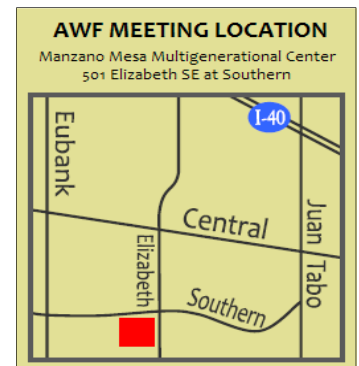 AWF MEETING LOCATION
Manzano Mesa Multigenerational Center
501 Elizabeth SE at Southern
I-40
Eubank
Juan Tabo
Central
Elizabeth
Southern